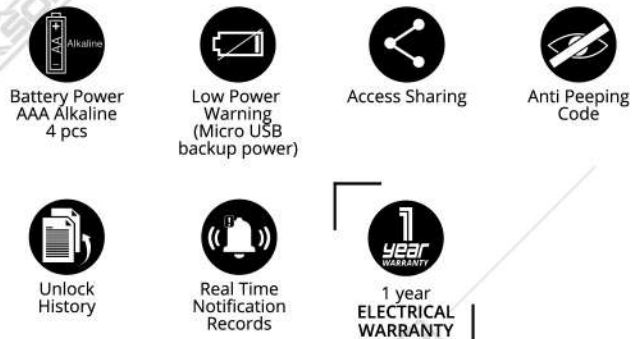 +
AA
-
Alkaline
Battery Power
AAA Alkaline
4 pcs
Low Power
Warning
(Micro USB
backup power)
Access Sharing
Anti Peeping
Code
Unlock
History
!
Real Time
Notification
Records
1
year
WARRANTY
1 year
ELECTRICAL
WARRANTY